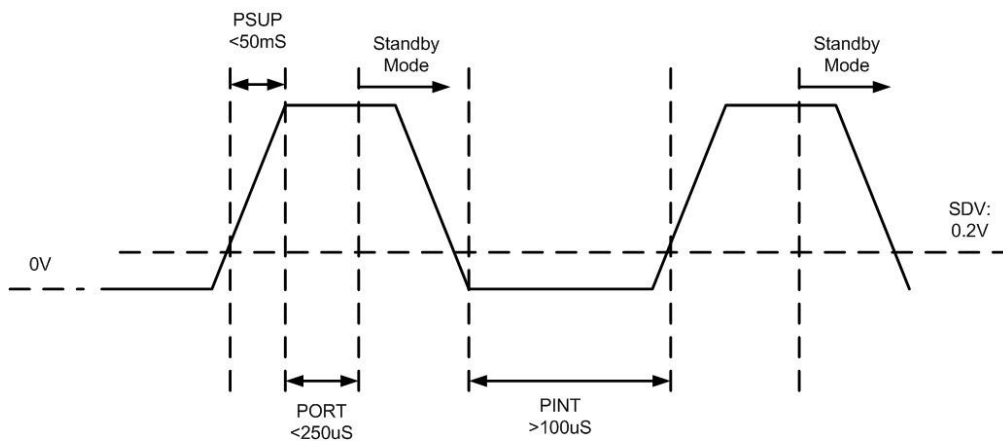 PSUP
<50mS
Standby
Mode
Standby
Mode
SDV:
0.2V
0V
PORT
<250uS
PINT
>100uS